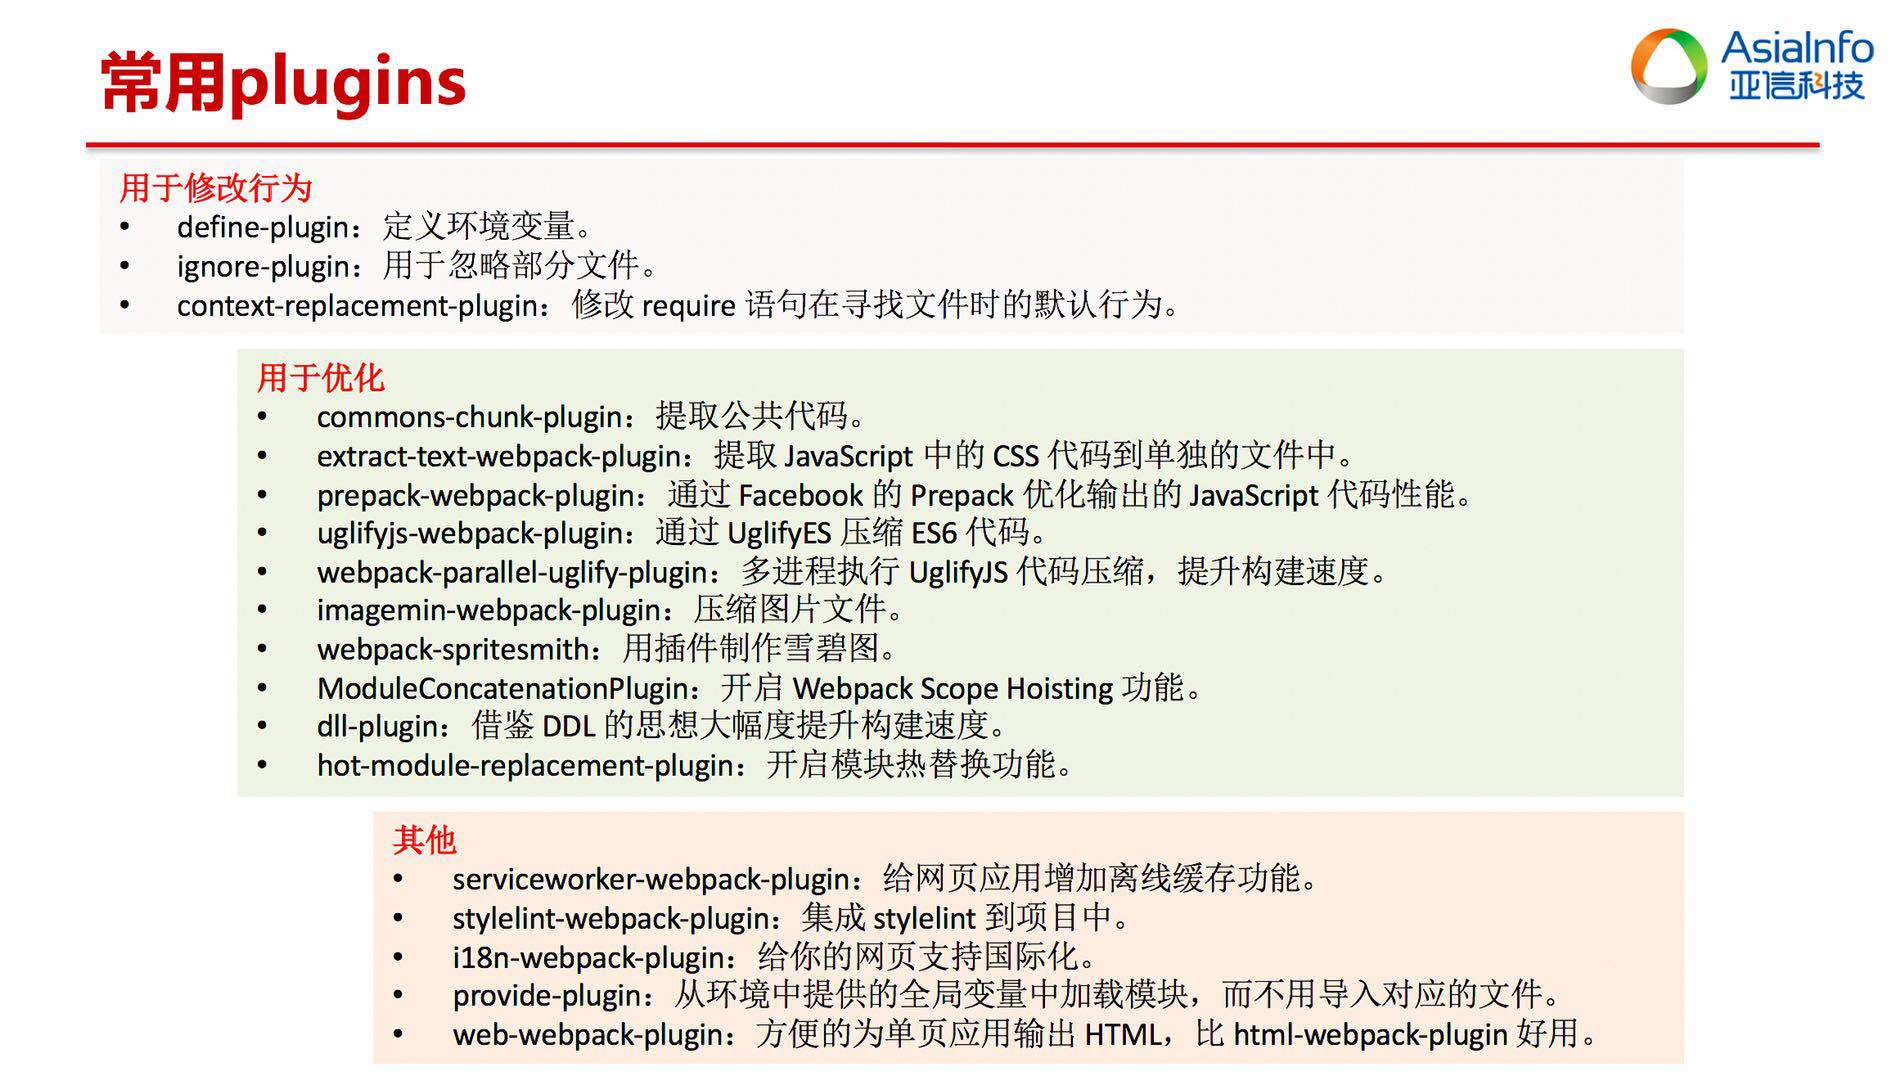 常用plugins
AsiaInfo
亚信科技
用于修改行为
• define-plugin：定义环境变量。
• ignore-plugin：用于忽略部分文件。
• context-replacement-plugin：修改 require 语句在寻找文件时的默认行为。
用于优化
• commons-chunk-plugin：提取公共代码。
• extract-text-webpack-plugin：提取 JavaScript 中的 CSS 代码到单独的文件中。
• prepack-webpack-plugin：通过 Facebook 的 Prepack 优化输出的 JavaScript 代码性能。
• uglifyjs-webpack-plugin：通过 UglifyES 压缩 ES6 代码。
• webpack-parallel-uglify-plugin：多进程执行 UglifyJS 代码压缩，提升构建速度。
• imagemin-webpack-plugin：压缩图片文件。
• webpack-spritesmith：用插件制作雪碧图。
• ModuleConcatenationPlugin：开启 Webpack Scope Hoisting 功能。
• dll-plugin：借鉴 DDL 的思想大幅度提升构建速度。
• hot-module-replacement-plugin：开启模块热替换功能。
其他
• serviceworker-webpack-plugin：给网页应用增加离线缓存功能。
• stylelint-webpack-plugin：集成 stylelint 到项目中。
• i18n-webpack-plugin：给你的网页支持国际化。
• provide-plugin：从环境中提供的全局变量中加载模块，而不用导入对应的文件。
• web-webpack-plugin：方便的为单页应用输出 HTML，比 html-webpack-plugin 好用。